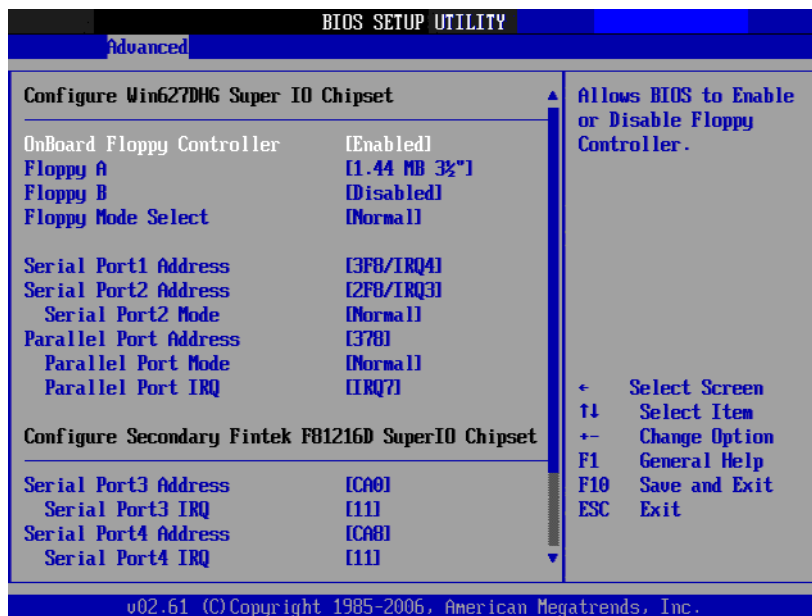 BIOS SETUP UTILITY
Advanced
Configure Win627DHG Super IO Chipset
OnBoard Floppy Controller [Enabled]
Floppy A [1.44 MB 3½"]
Floppy B [Disabled]
Floppy Mode Select [Normal]
Serial Port1 Address [3F8/IRQ4]
Serial Port2 Address [2F8/IRQ3]
Serial Port2 Mode [Normal]
Parallel Port Address [378]
Parallel Port Mode [Normal]
Parallel Port IRQ [IRQ7]
Configure Secondary Fintek F81216D SuperIO Chipset
Serial Port3 Address [CA0]
Serial Port3 IRQ [11]
Serial Port4 Address [CA8]
Serial Port4 IRQ [11]
Allows BIOS to Enable
or Disable Floppy
Controller.
← Select Screen
↑↓ Select Item
+- Change Option
F1 General Help
F10 Save and Exit
ESC Exit
v02.61 (C)Copyright 1985-2006, American Megatrends, Inc.